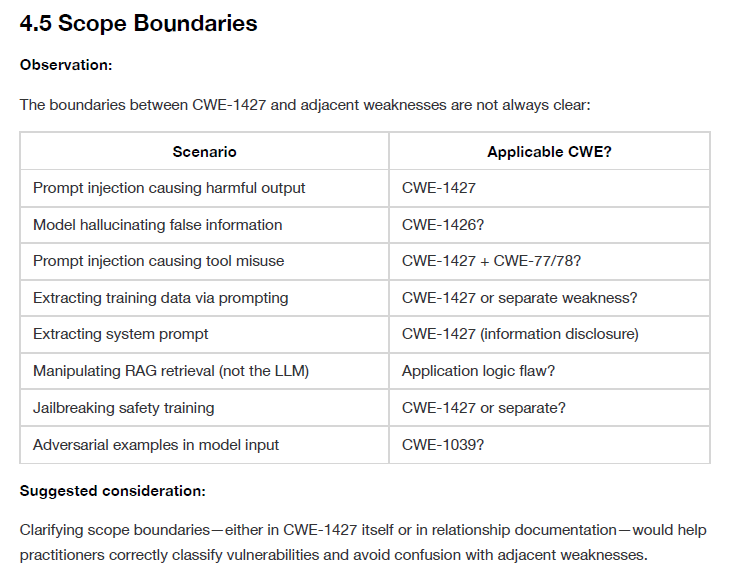 4.5 Scope Boundaries
Observation:
The boundaries between CWE-1427 and adjacent weaknesses are not always clear:
Scenario Applicable CWE?
Prompt injection causing harmful output CWE-1427
Model hallucinating false information CWE-1426?
Prompt injection causing tool misuse CWE-1427 + CWE-77/78?
Extracting training data via prompting CWE-1427 or separate weakness?
Extracting system prompt CWE-1427 (information disclosure)
Manipulating RAG retrieval (not the LLM) Application logic flaw?
Jailbreaking safety training CWE-1427 or separate?
Adversarial examples in model input CWE-1039?
Suggested consideration:
Clarifying scope boundaries—either in CWE-1427 itself or in relationship documentation—would help
practitioners correctly classify vulnerabilities and avoid confusion with adjacent weaknesses.